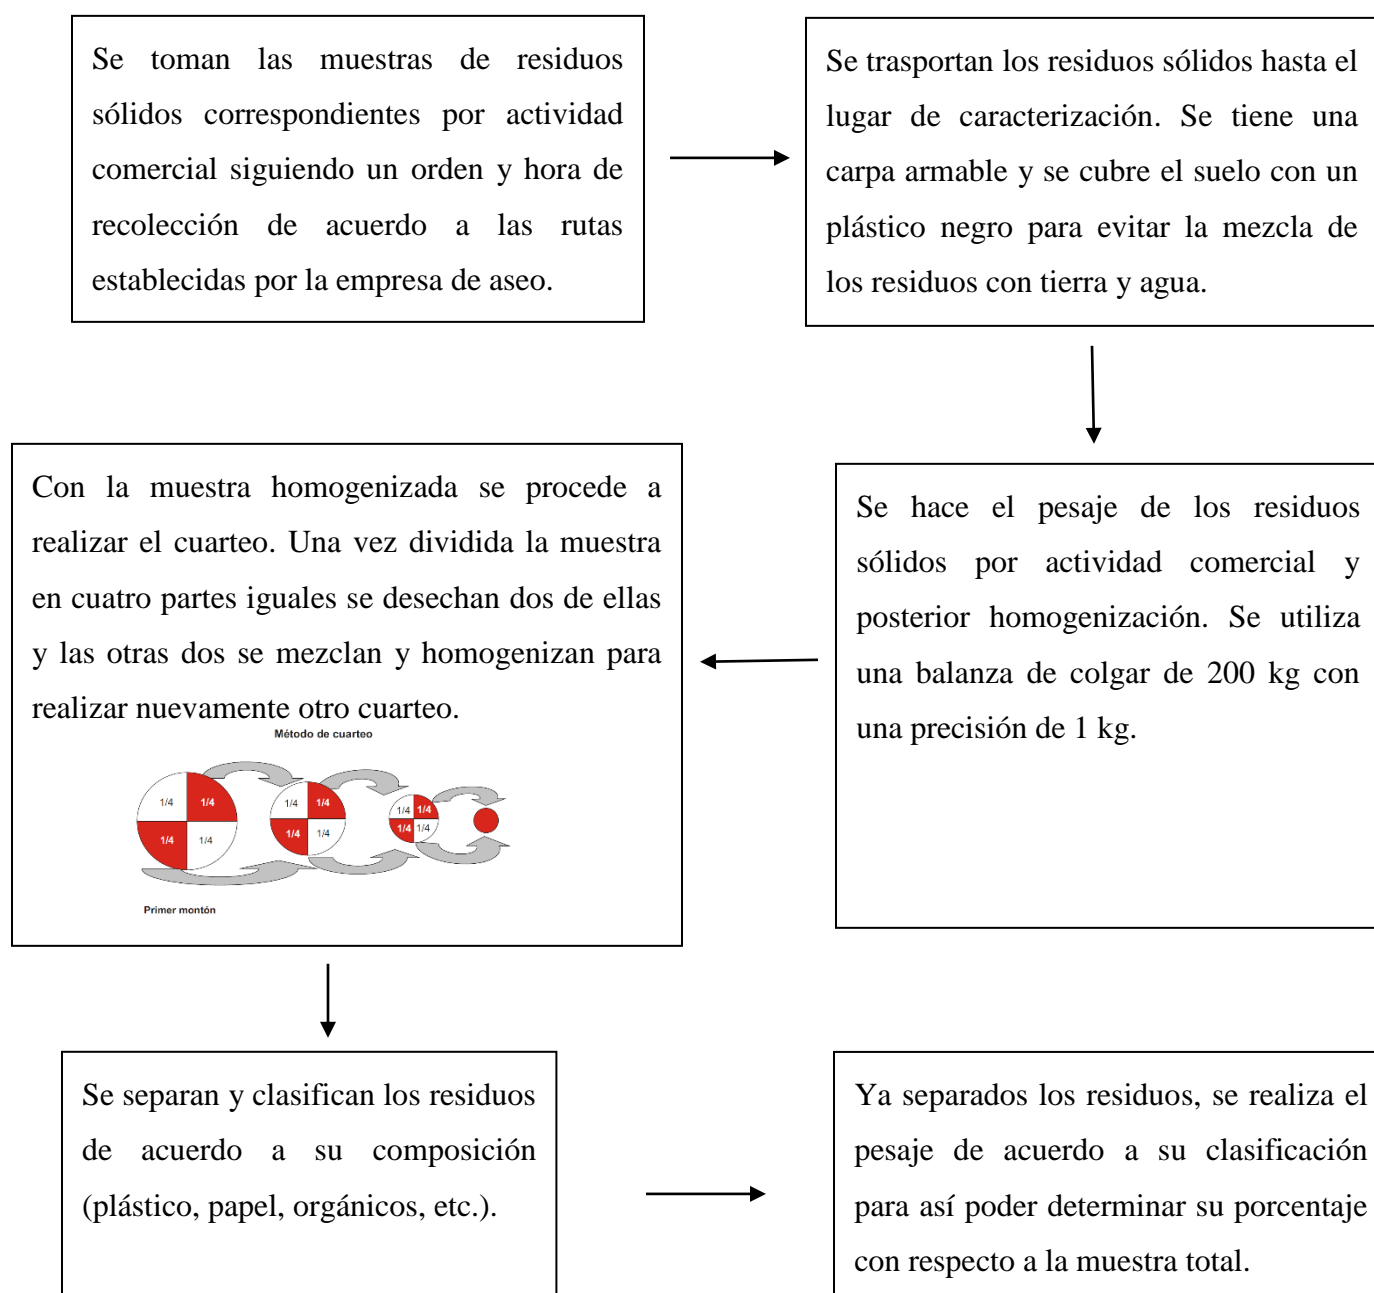 Se toman las muestras de residuos
sólidos correspondientes por actividad
comercial siguiendo un orden y hora de
recolección de acuerdo a las rutas
establecidas por la empresa de aseo.
Se trasportan los residuos sólidos hasta el
lugar de caracterización. Se tiene una
carpa armable y se cubre el suelo con un
plástico negro para evitar la mezcla de
los residuos con tierra y agua.
Se hace el pesaje de los residuos
sólidos por actividad comercial y
posterior homogenización. Se utiliza
una balanza de colgar de 200 kg con
una precisión de 1 kg.
Con la muestra homogenizada se procede a
realizar el cuarteo. Una vez dividida la muestra
en cuatro partes iguales se desechan dos de ellas
y las otras dos se mezclan y homogenizan para
realizar nuevamente otro cuarteo.
Método de cuarteo
1/4 1/4 1/4 1/4 1/4 1/4
1/4 1/4 1/4 1/4 1/4 1/4
Primer montón
Se separan y clasifican los residuos
de acuerdo a su composición
(plástico, papel, orgánicos, etc.).
Ya separados los residuos, se realiza el
pesaje de acuerdo a su clasificación
para así poder determinar su porcentaje
con respecto a la muestra total.